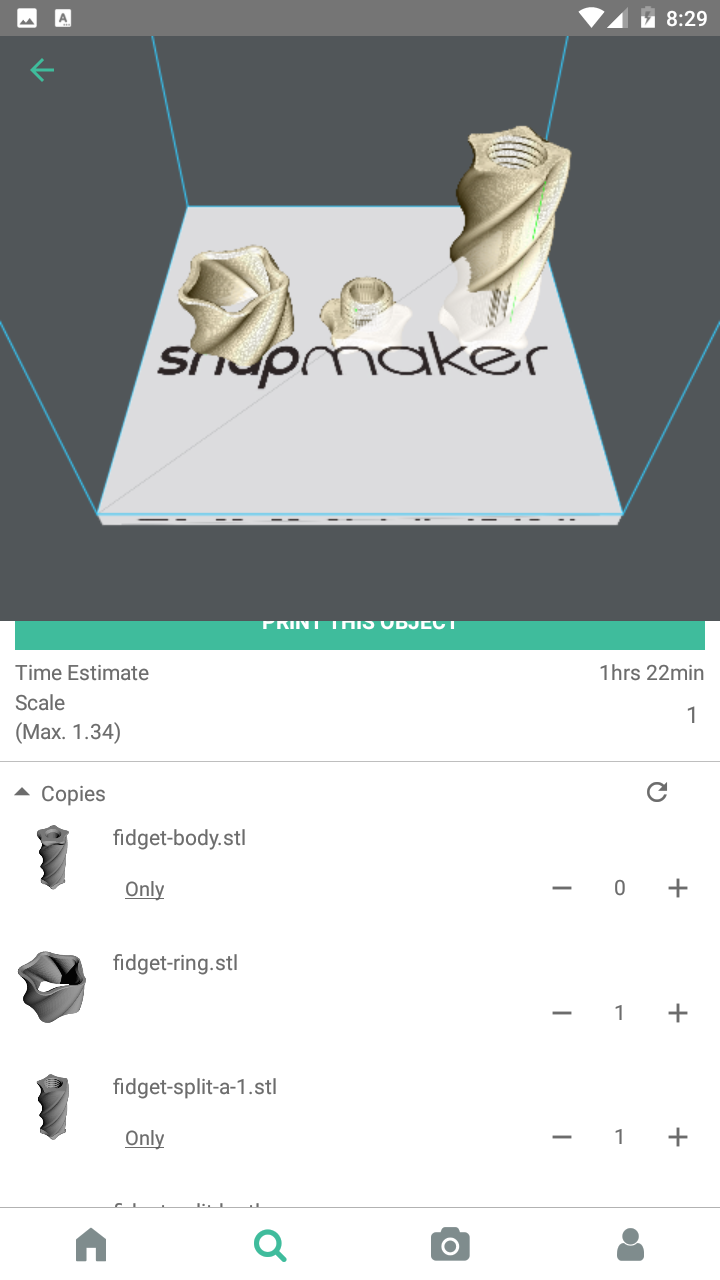 8:29
snapmaker
PRINT THIS OBJECT
Time Estimate 1hrs 22min
Scale
(Max. 1.34) 1
Copies
fidget-body.stl
Only 0
fidget-ring.stl
1
fidget-split-a-1.stl
Only 1